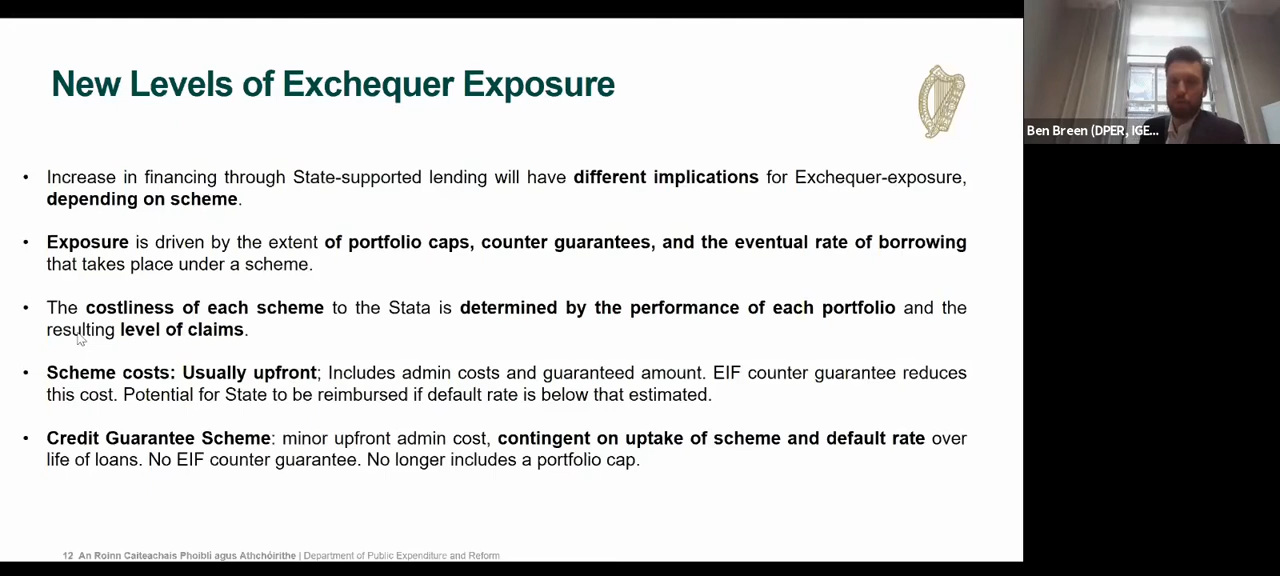 New Levels of Exchequer Exposure
Ben Breen (DPER, IGE...
• Increase in financing through State-supported lending will have different implications for Exchequer-exposure,
depending on scheme.
• Exposure is driven by the extent of portfolio caps, counter guarantees, and the eventual rate of borrowing
that takes place under a scheme.
• The costliness of each scheme to the Stata is determined by the performance of each portfolio and the
resulting level of claims.
• Scheme costs: Usually upfront; Includes admin costs and guaranteed amount. EIF counter guarantee reduces
this cost. Potential for State to be reimbursed if default rate is below that estimated.
• Credit Guarantee Scheme: minor upfront admin cost, contingent on uptake of scheme and default rate over
life of loans. No EIF counter guarantee. No longer includes a portfolio cap.
12 An Roinn Caiteachais Phoiblí agus Athchóirithe | Department of Public Expenditure and Reform